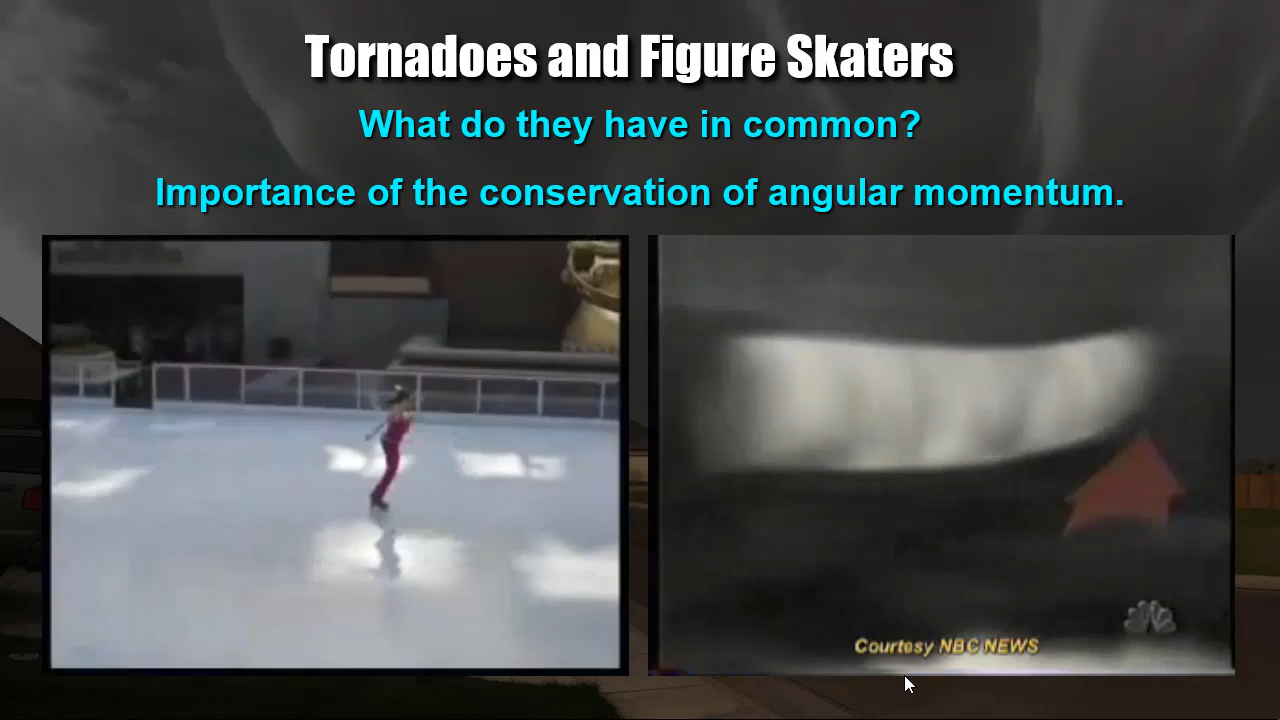 Tornadoes and Figure Skaters
What do they have in common?
Importance of the conservation of angular momentum.
Courtesy NBC NEWS